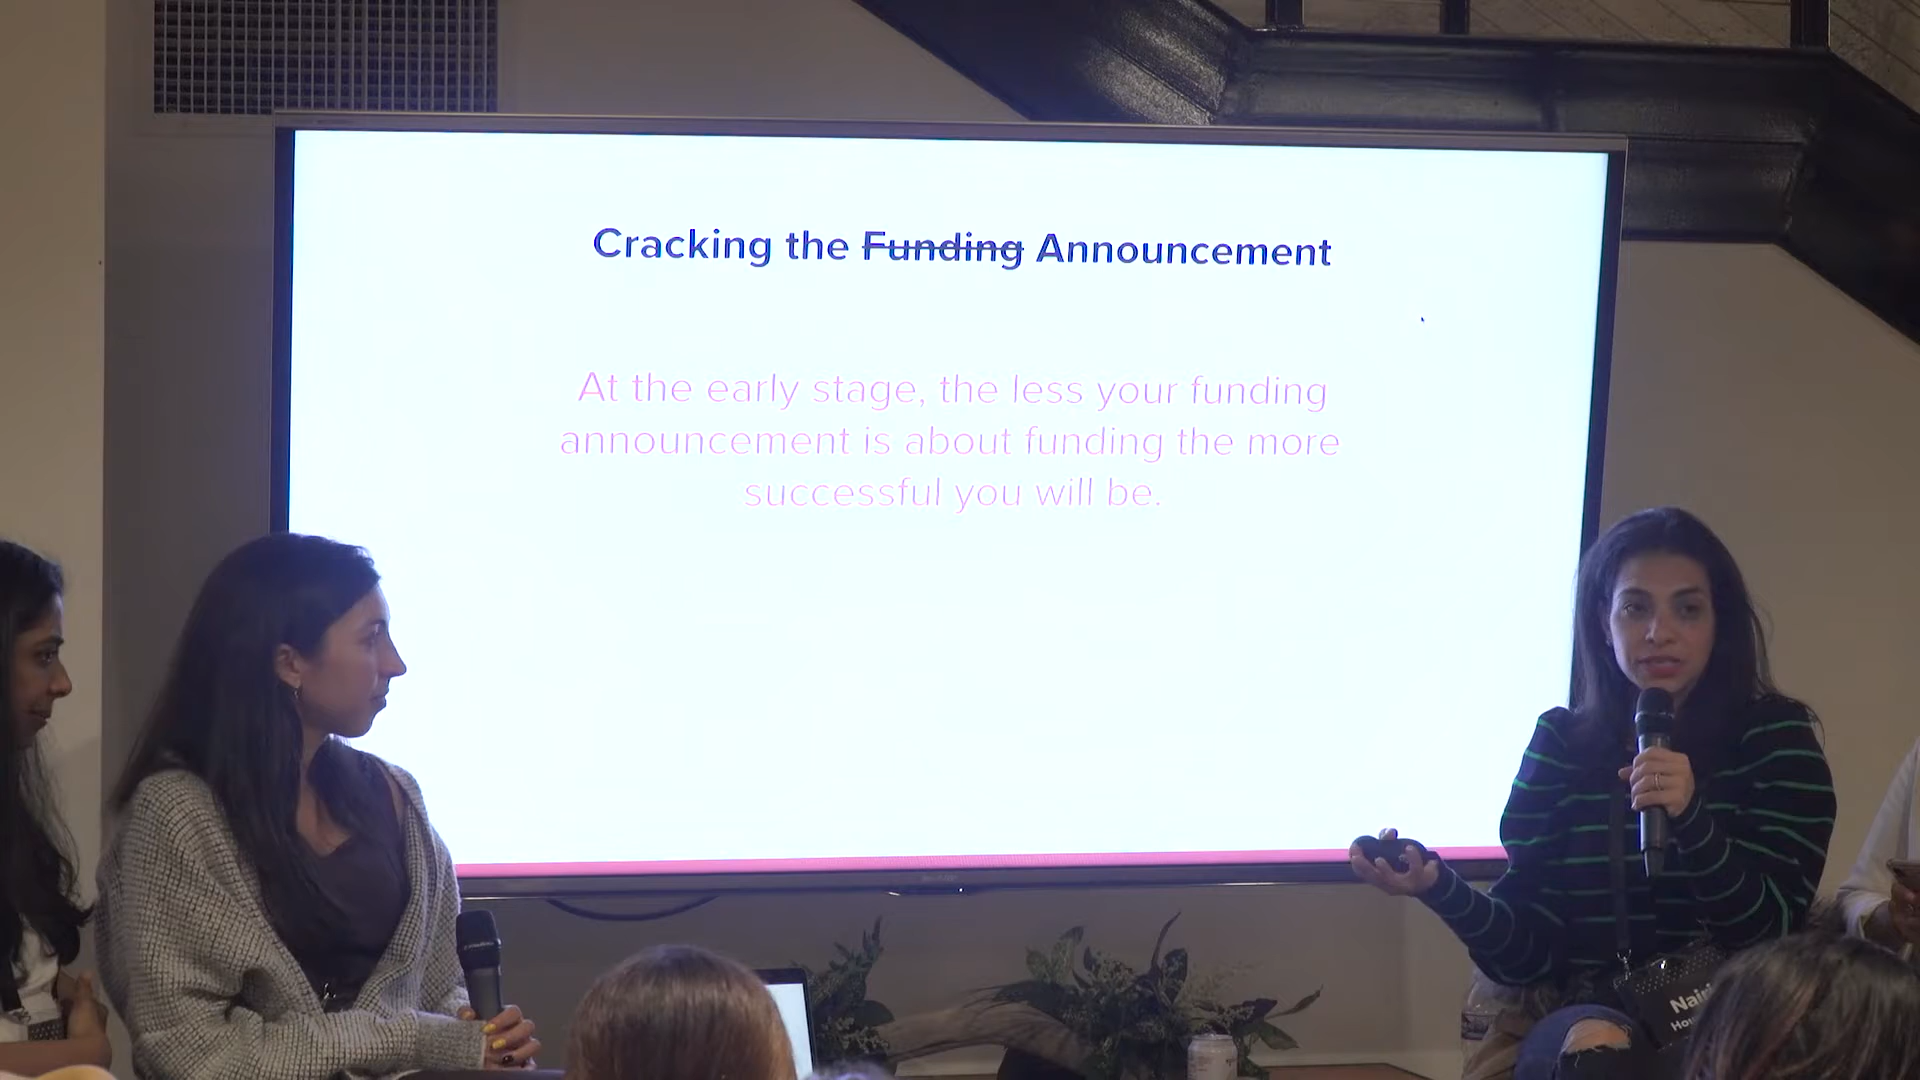 Cracking the Funding Announcement
At the early stage, the less your funding
announcement is about funding the more
successful you will be.